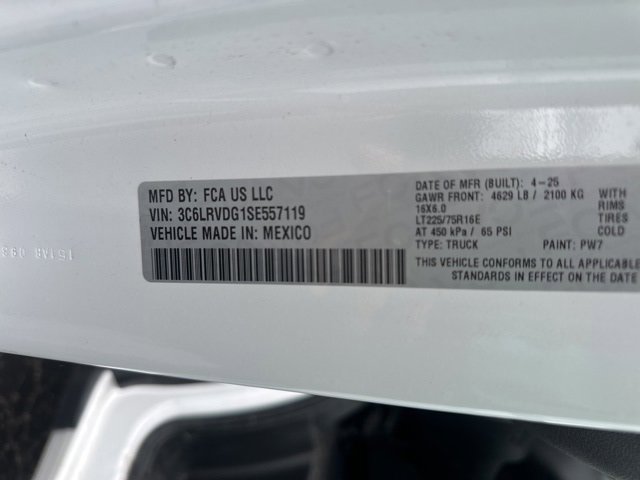 MFD BY: FCA US LLC
VIN: 3C6LRVDG1SE557119
VEHICLE MADE IN: MEXICO
DATE OF MFR (BUILT): 4-25
GAWR FRONT: 4629 LB / 2100 KG WITH
16X6.0 RIMS
LT225/75R16E TIRES
AT 450 kPa / 65 PSI COLD
TYPE: TRUCK PAINT: PW7
THIS VEHICLE CONFORMS TO ALL APPLICABLE
STANDARDS IN EFFECT ON THE DATE